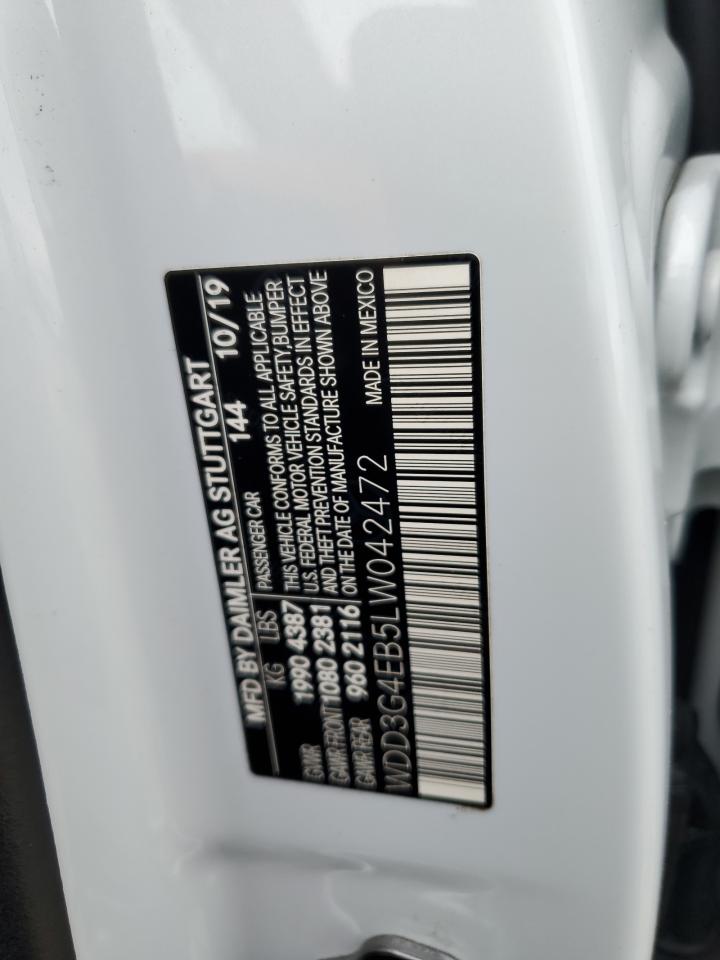 MFD BY DAIMLER AG STUTTGART
144 10/19
KG LBS PASSENGER CAR
GWR 1990 4387 THIS VEHICLE CONFORMS TO ALL APPLICABLE
U.S. FEDERAL MOTOR VEHICLE SAFETY,BUMPER
GAWR FRONT 1080 2381 AND THEFT PREVENTION STANDARDS IN EFFECT
GAWR REAR 960 2116 ON THE DATE OF MANUFACTURE SHOWN ABOVE
WDD3G4EB5LW042472 MADE IN MEXICO